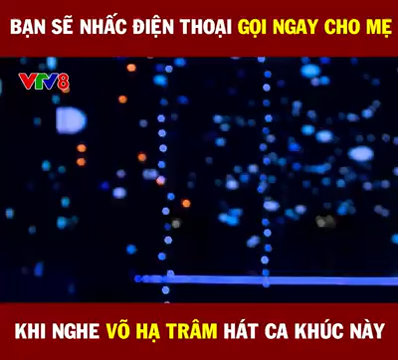 BẠN SẼ NHẤC ĐIỆN THOẠI GỌI NGAY CHO MẸ
VTV8
KHI NGHE VÕ HẠ TRÂM HÁT CA KHÚC NÀY